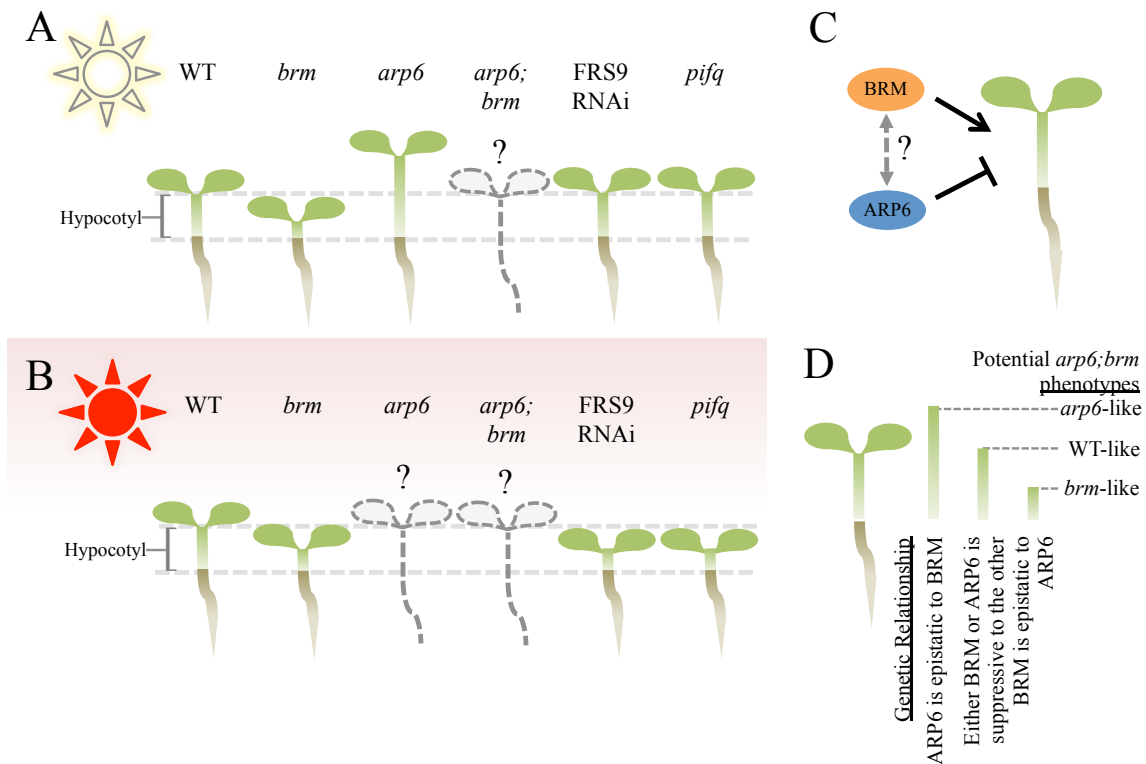 A
WT
brm
arp6
arp6;
brm
FRS9
RNAi
pifq
?
Hypocotyl
B
WT
brm
arp6
arp6;
brm
FRS9
RNAi
pifq
?
?
Hypocotyl
C
BRM
?
ARP6
D
Potential arp6;brm
phenotypes
arp6-like
WT-like
brm-like
Genetic Relationship
ARP6 is epistatic to BRM
Either BRM or ARP6 is
suppressive to the other
BRM is epistatic to
ARP6